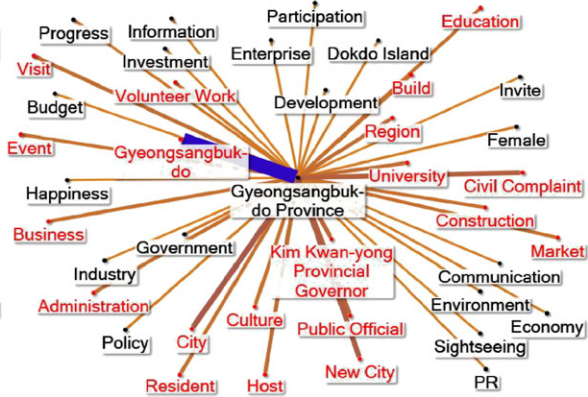 Participation
Education
Progress
Information
Enterprise
Dokdo Island
Visit
Investment
Build
Invite
Volunteer Work
Development
Budget
Region
Female
Event
Gyeongsangbuk-
do
University
Civil Complaint
Happiness
Gyeongsangbuk-
do Province
Construction
Business
Government
Market
Kim Kwan-yong
Provincial
Governor
Industry
Communication
Administration
Environment
Culture
Public Official
Economy
Policy
City
Sightseeing
New City
Resident
Host
PR